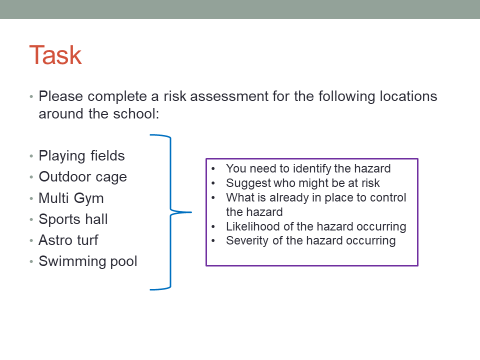 Task
• Please complete a risk assessment for the following locations
around the school:
• Playing fields
• Outdoor cage
• Multi Gym
• Sports hall
• Astro turf
• Swimming pool
• You need to identify the hazard
• Suggest who might be at risk
• What is already in place to control
the hazard
• Likelihood of the hazard occurring
• Severity of the hazard occurring